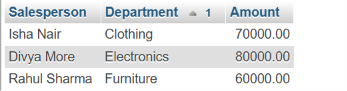 Salesperson Department 1 Amount
Isha Nair Clothing 70000.00
Divya More Electronics 80000.00
Rahul Sharma Furniture 60000.00